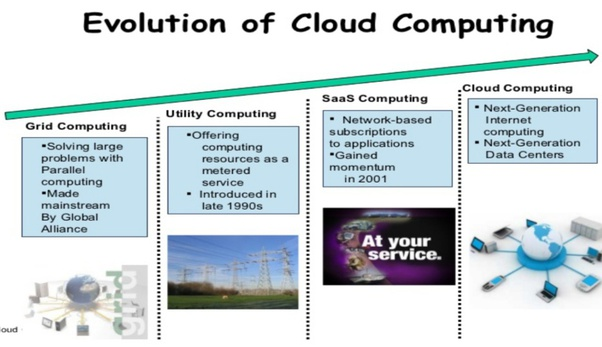 Evolution of Cloud Computing
Grid Computing
▪Solving large
problems with
Parallel
computing
▪Made
mainstream
By Global
Alliance
Utility Computing
▪Offering
computing
resources as a
metered
service
▪ Introduced in
late 1990s
SaaS Computing
▪ Network-based
subscriptions
to applications
▪Gained
momentum
in 2001
Cloud Computing
▪ Next-Generation
Internet
computing
▪ Next-Generation
Data Centers
At your
service.
grid
grid
loud